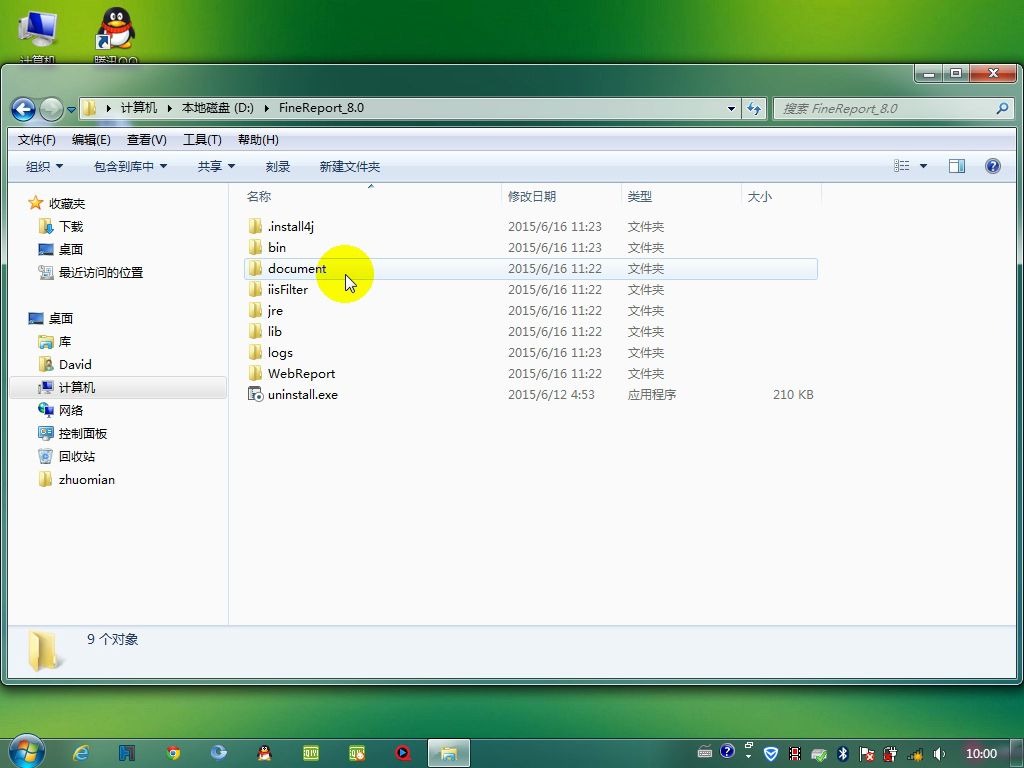 计算机
腾讯QQ
计算机 本地磁盘 (D:) FineReport_8.0
搜索 FineReport_8.0
文件(F) 编辑(E) 查看(V) 工具(T) 帮助(H)
组织 包含到库中 共享 刻录 新建文件夹
收藏夹
下载
桌面
最近访问的位置
桌面
库
David
计算机
网络
控制面板
回收站
zhuomian
名称 修改日期 类型 大小
.install4j 2015/6/16 11:23 文件夹
bin 2015/6/16 11:23 文件夹
document 2015/6/16 11:22 文件夹
iisFilter 2015/6/16 11:22 文件夹
jre 2015/6/16 11:22 文件夹
lib 2015/6/16 11:22 文件夹
logs 2015/6/16 11:23 文件夹
WebReport 2015/6/16 11:22 文件夹
uninstall.exe 2015/6/12 4:53 应用程序 210 KB
9 个对象
10:00